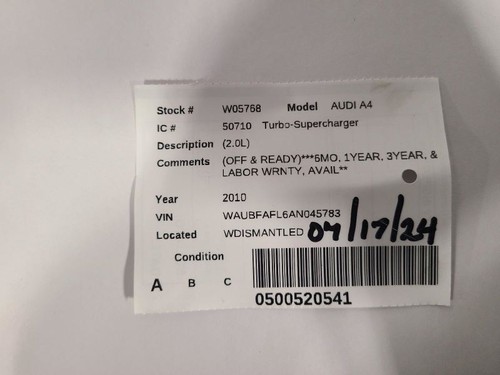 Stock # W05768 Model AUDI A4
IC # 50710 Turbo-Supercharger
Description (2.0L)
Comments (OFF & READY)***6MO, 1YEAR, 3YEAR, &
LABOR WRNTY, AVAIL**
Year 2010
VIN WAUBFAFL6AN045783
Located WDISMANTLED 04/17/24
Condition
A B C
0500520541